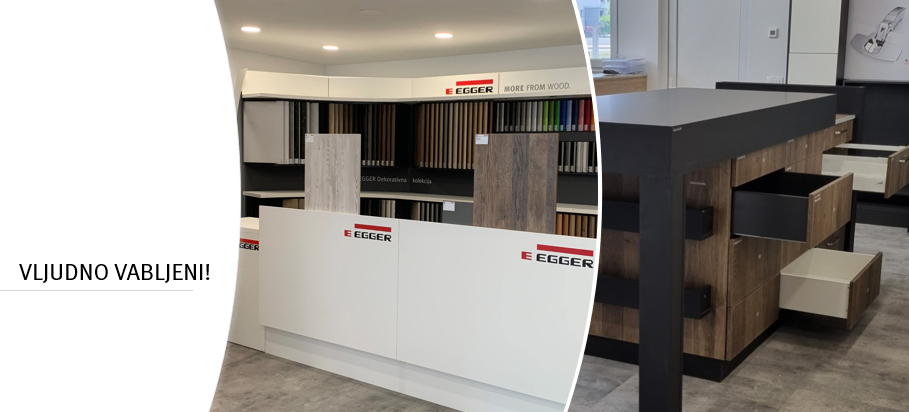 VLJUDNO VABLJENI!
E EGGER
MORE FROM WOOD.
EGGER Dekorativna kolekcija
E EGGER
E EGGER
EGGER